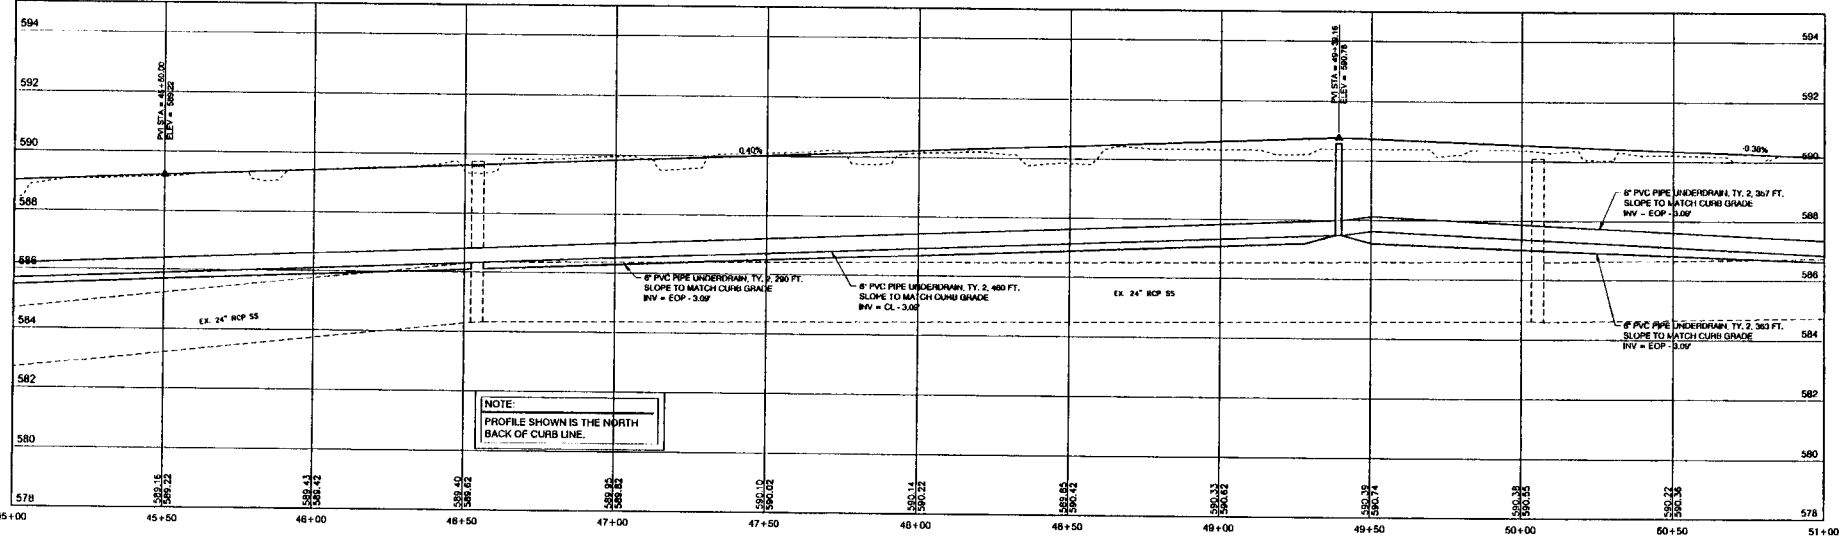 594
592
590
588
586
584
582
580
578
PVI STA = 45+50.00
ELEV = 589.22
0.40%
PVI STA = 49+39.16
ELEV = 590.78
-0.38%
594
592
590
588
586
584
582
580
578
6" PVC PIPE UNDERDRAIN, TY. 2, 357 FT.
SLOPE TO MATCH CURB GRADE
INV = EOP - 3.09'
6" PVC PIPE UNDERDRAIN, TY. 2, 290 FT.
SLOPE TO MATCH CURB GRADE
INV = EOP - 3.09'
6" PVC PIPE UNDERDRAIN, TY. 2, 460 FT.
SLOPE TO MATCH CURB GRADE
INV = CL - 3.09'
EX. 24" RCP SS
EX. 24" RCP SS
6" PVC PIPE UNDERDRAIN, TY. 2, 363 FT.
SLOPE TO MATCH CURB GRADE
INV = EOP - 3.09'
NOTE:
PROFILE SHOWN IS THE NORTH
BACK OF CURB LINE.
589.16
589.22
589.43
589.42
589.40
589.62
589.95
589.82
590.10
590.02
590.14
590.22
589.85
590.42
590.33
590.62
590.39
590.74
590.38
590.55
590.22
590.36
5+00
45+50
46+00
46+50
47+00
47+50
48+00
48+50
49+00
49+50
50+00
50+50
51+00